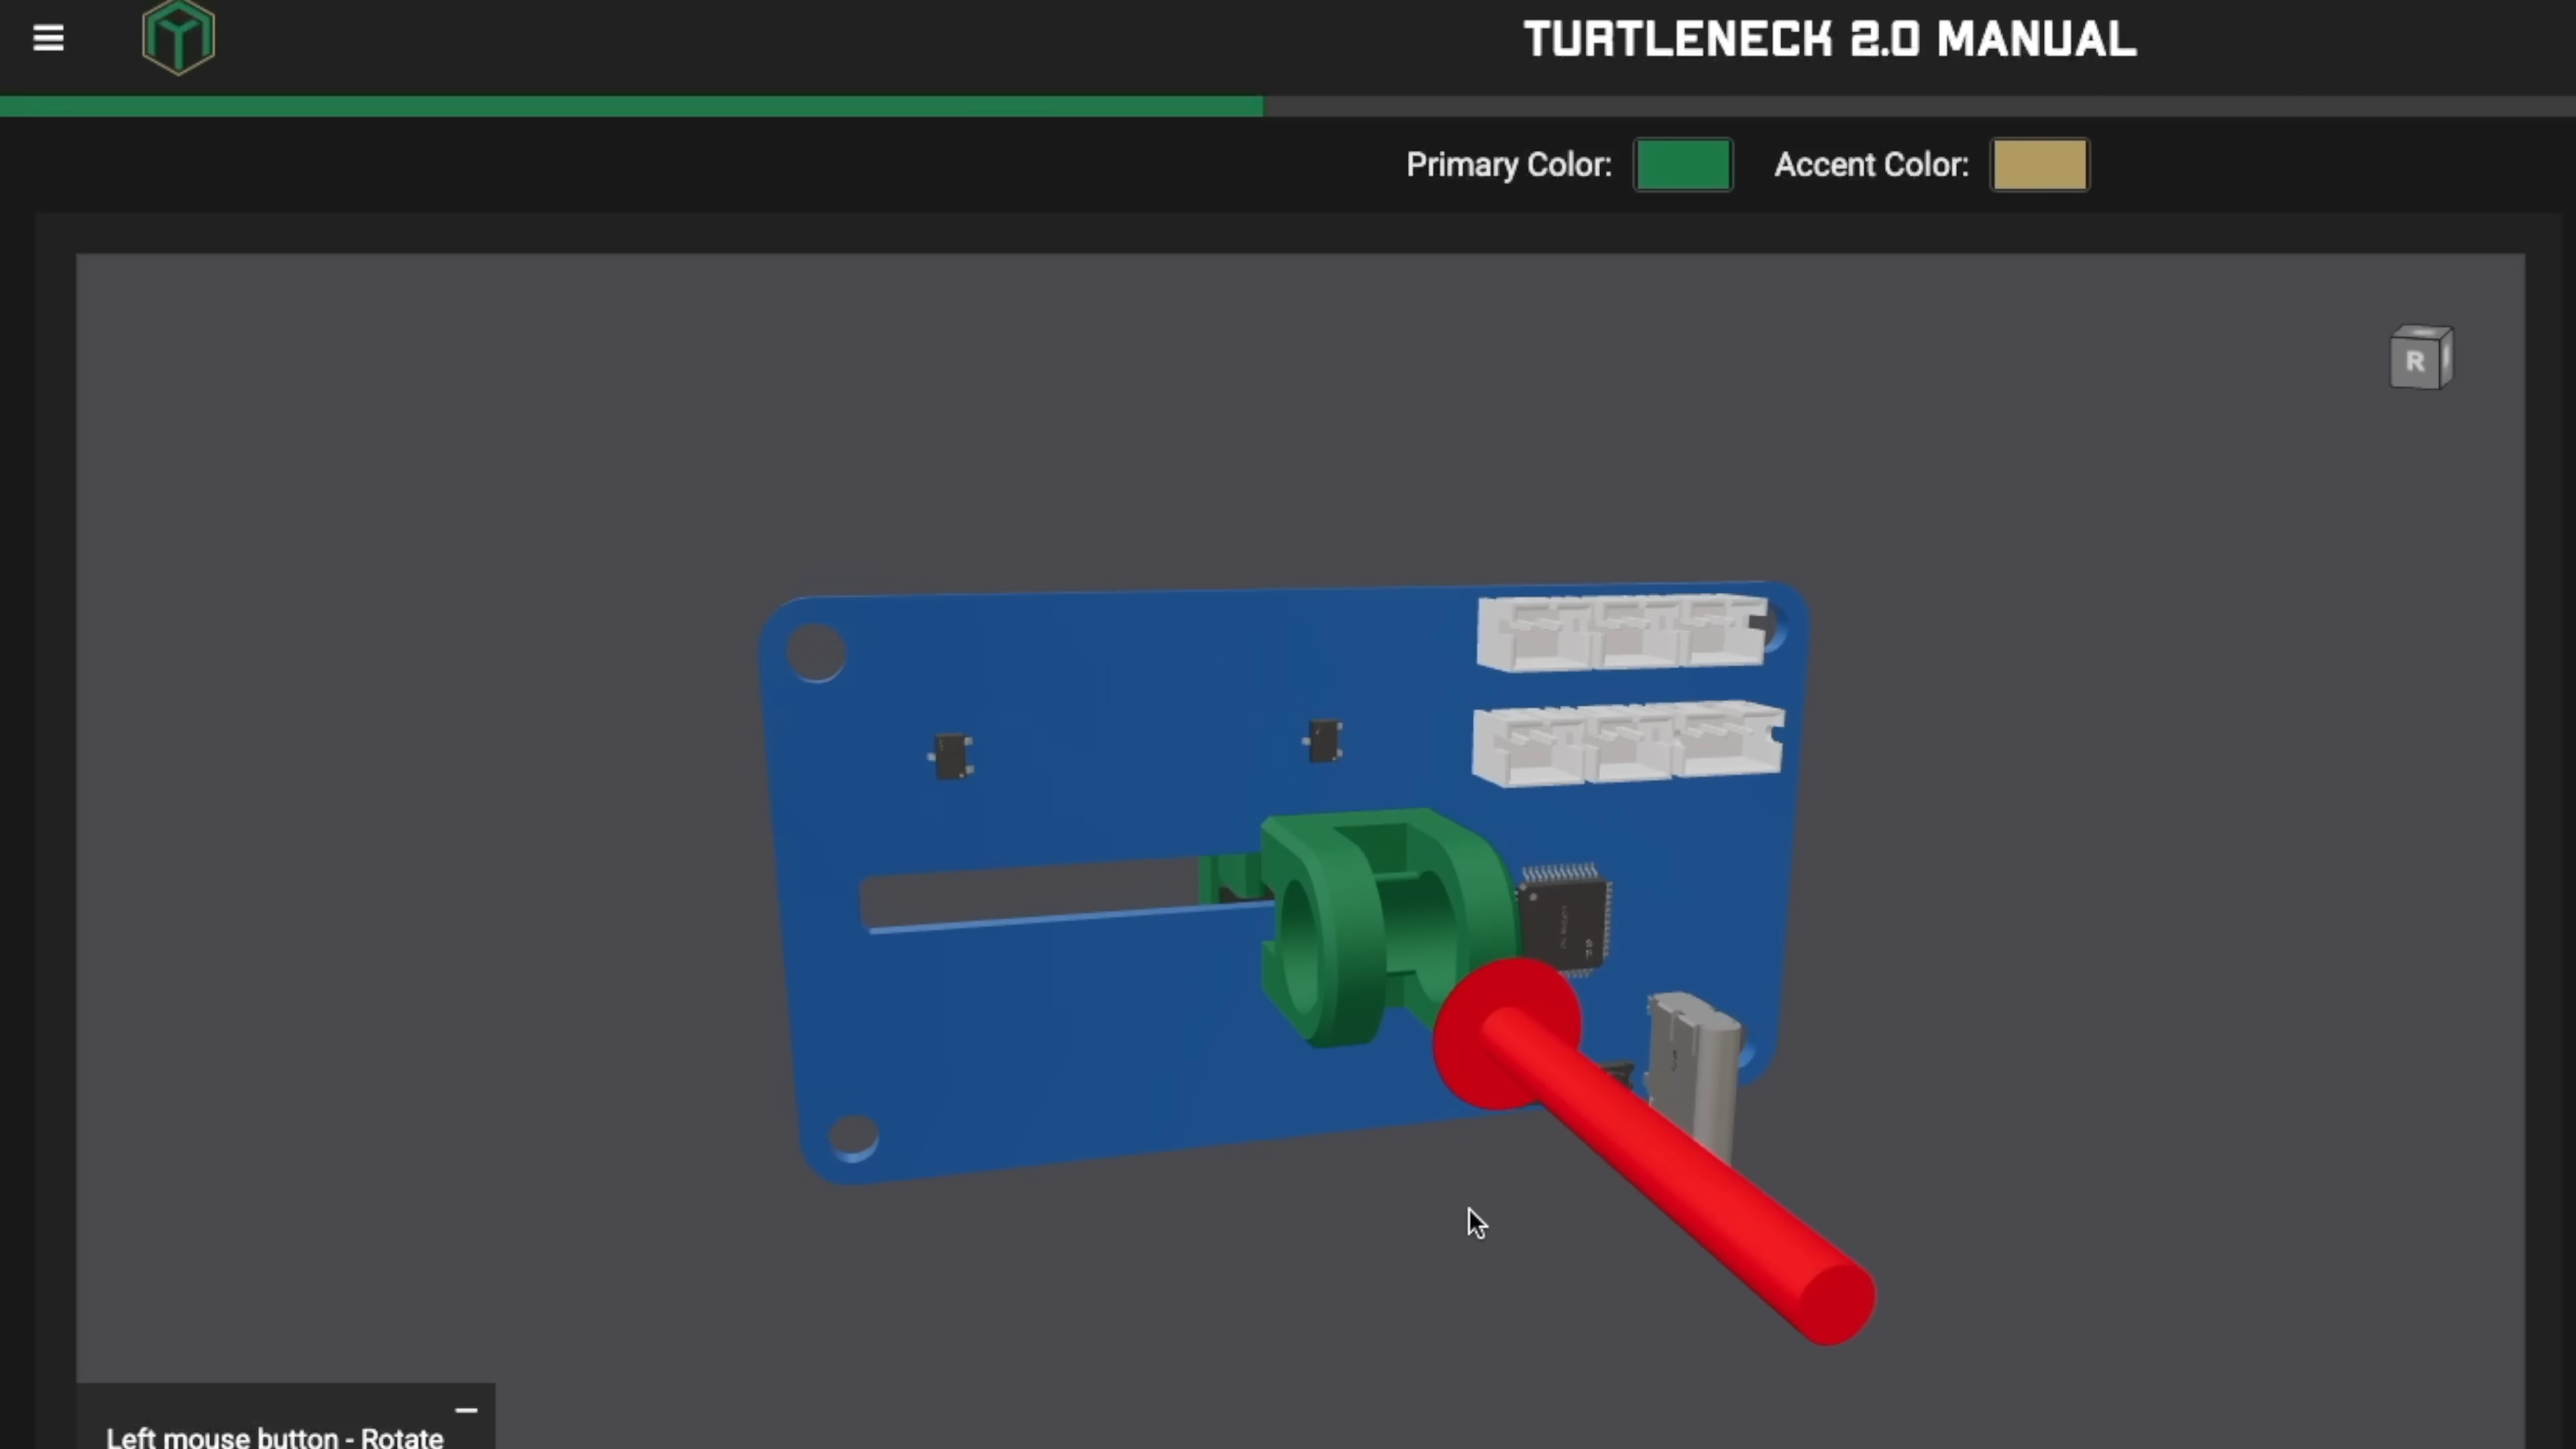 TURTLENECK 2.0 MANUAL
Primary Color:
Accent Color:
R
Left mouse button - Rotate